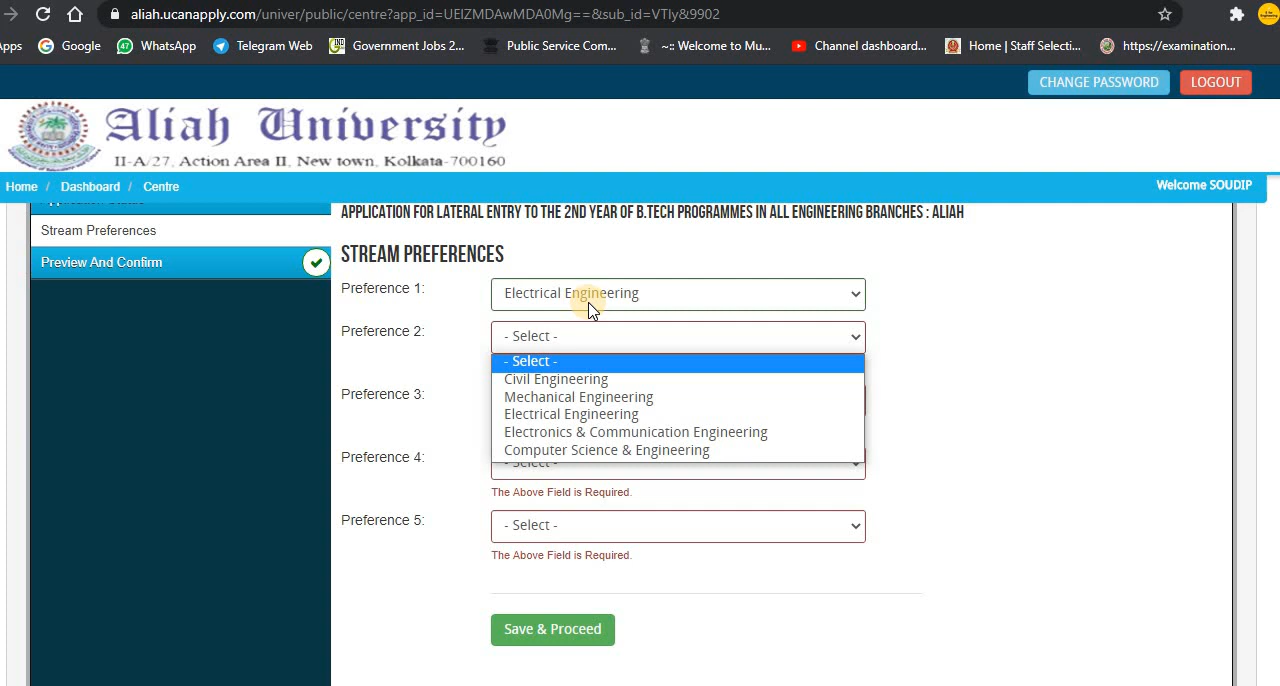 aliah.ucanapply.com/univer/public/centre?app_id=UElZMDAwMDA0Mg==&sub_id=VTIy&9902
pps Google WhatsApp Telegram Web Government Jobs 2... Public Service Com... ~:: Welcome to Mu... Channel dashboard... Home | Staff Selecti... https://examination...
CHANGE PASSWORD LOGOUT
Aliah University
II-A/27, Action Area II, New town, Kolkata-700160
Home / Dashboard / Centre Welcome SOUDIP
APPLICATION FOR LATERAL ENTRY TO THE 2ND YEAR OF B.TECH PROGRAMMES IN ALL ENGINEERING BRANCHES : ALIAH
Stream Preferences
Preview And Confirm
STREAM PREFERENCES
Preference 1: Electrical Engineering
Preference 2: - Select -
- Select -
Civil Engineering
Mechanical Engineering
Electrical Engineering
Electronics & Communication Engineering
Computer Science & Engineering
Preference 3:
Preference 4: - Select -
The Above Field is Required.
Preference 5: - Select -
The Above Field is Required.
Save & Proceed